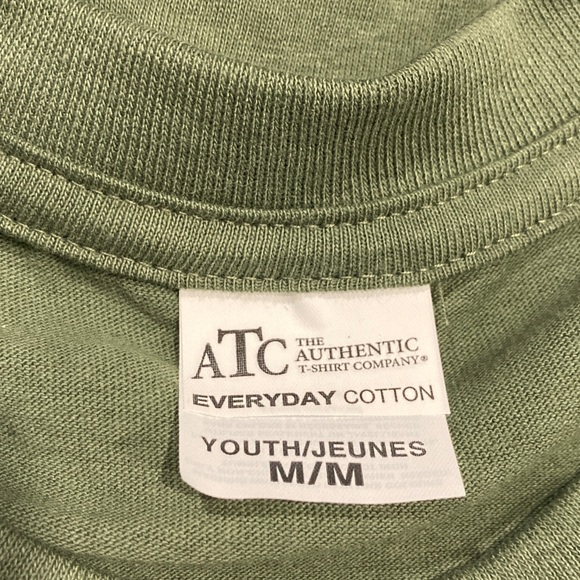 ATC THE
AUTHENTIC
T-SHIRT COMPANY®
EVERYDAY COTTON
YOUTH/JEUNES
M/M